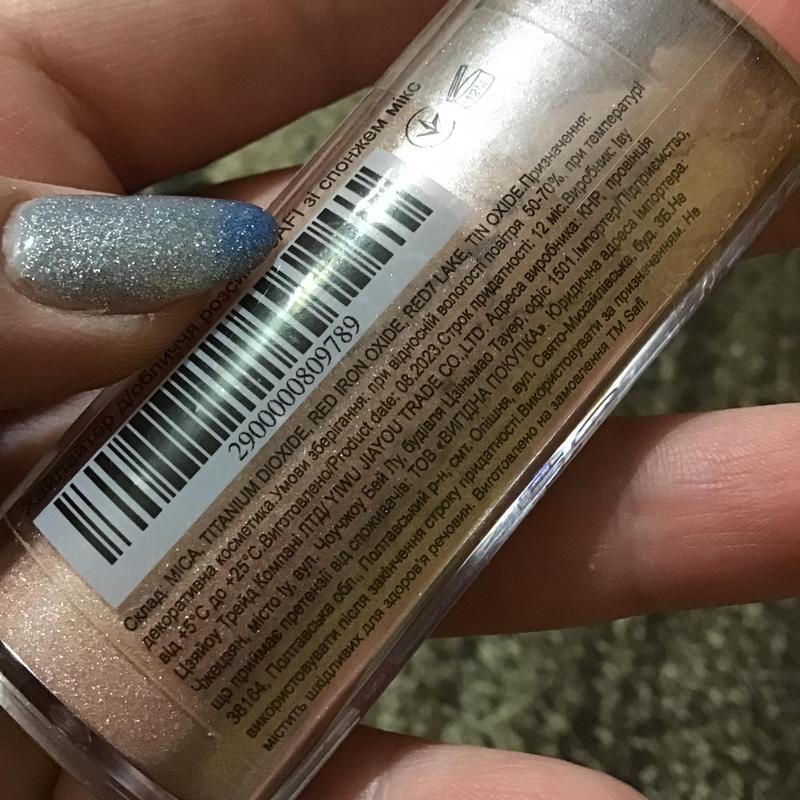 Хайлайтер д/обличчя розси SAFI зі спонжем мікс
12M
2900000809789
Склад: MICA, TITANIUM DIOXIDE, RED IRON OXIDE, RED7 LAKE, TIN OXIDE.Призначення:
декоративна косметика.Умови зберігання: при відносній вологості повітря 50-70%, при температурі
від +5°С до +25°С.Виготовлено/Product date: 08.2023.Строк придатності: 12 міс.Виробник: Іву
Цзяйоу Трейд Компані ЛТД/ YIWU JIAYOU TRADE CO.,LTD. Адреса виробника: КНР, провінція
Чжецзян, місто Іу, вул. Чоучжоу Бей Лу, будівля Цзіньмао Тауер, офіс 1501.Імпортер/Підприємство,
що приймає претензії від споживачів: ТОВ «ВИГІДНА ПОКУПКА». Юридична адреса імпортера:
38164, Полтавська обл., Полтавський р-н, смт. Опішня, вул. Свято-Михайлівська, буд. 3Б.Не
використовувати після закінчення строку придатності.Використовувати за призначенням. Не
містить шкідливих для здоров'я речовин. Виготовлено на замовлення ТМ Safi.